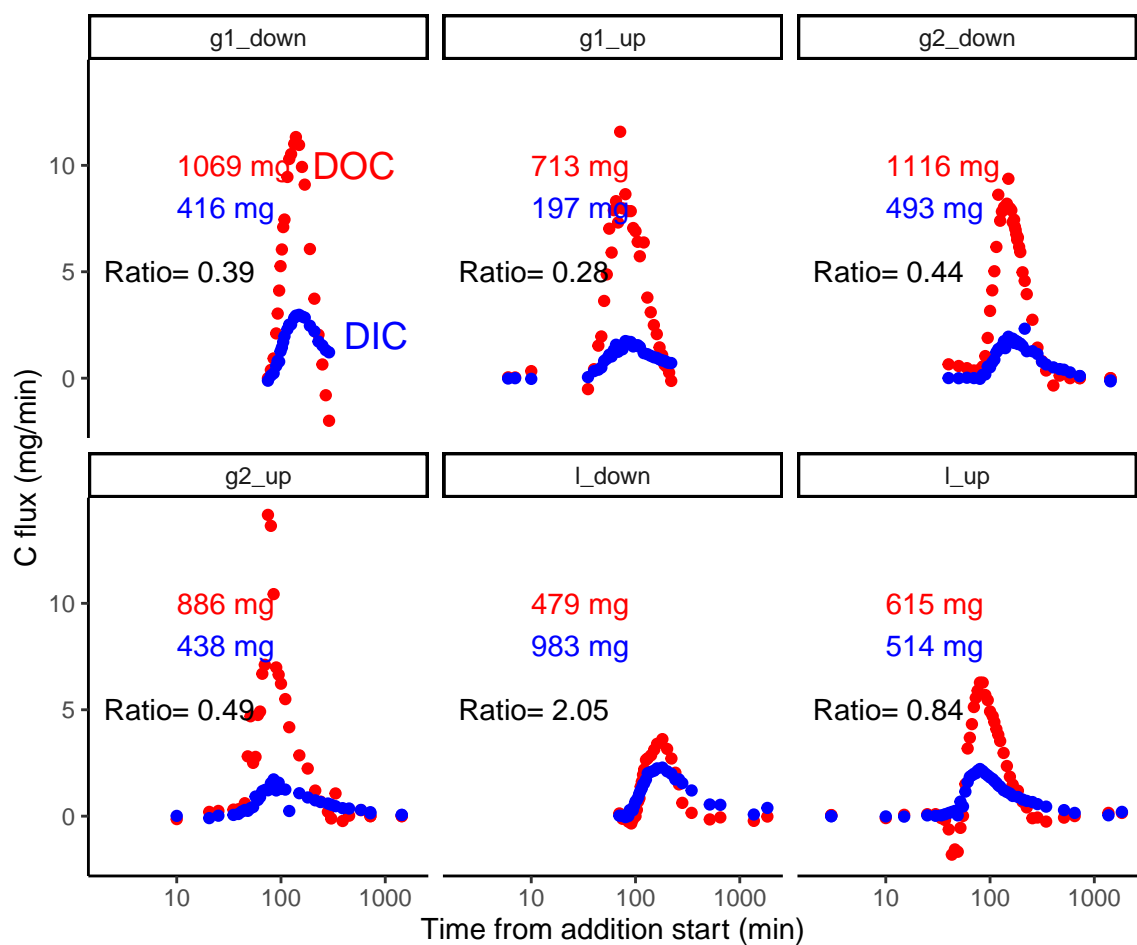 g1_down g1_up g2_down
10
1069 mg DOC 713 mg 1116 mg
416 mg 197 mg 493 mg
5
Ratio= 0.39 Ratio= 0.28 Ratio= 0.44
DIC
0
C flux (mg/min)
g2_up l_down l_up
10
886 mg 479 mg 615 mg
438 mg 983 mg 514 mg
5
Ratio= 0.49 Ratio= 2.05 Ratio= 0.84
0
10 100 1000 10 100 1000 10 100 1000
Time from addition start (min)